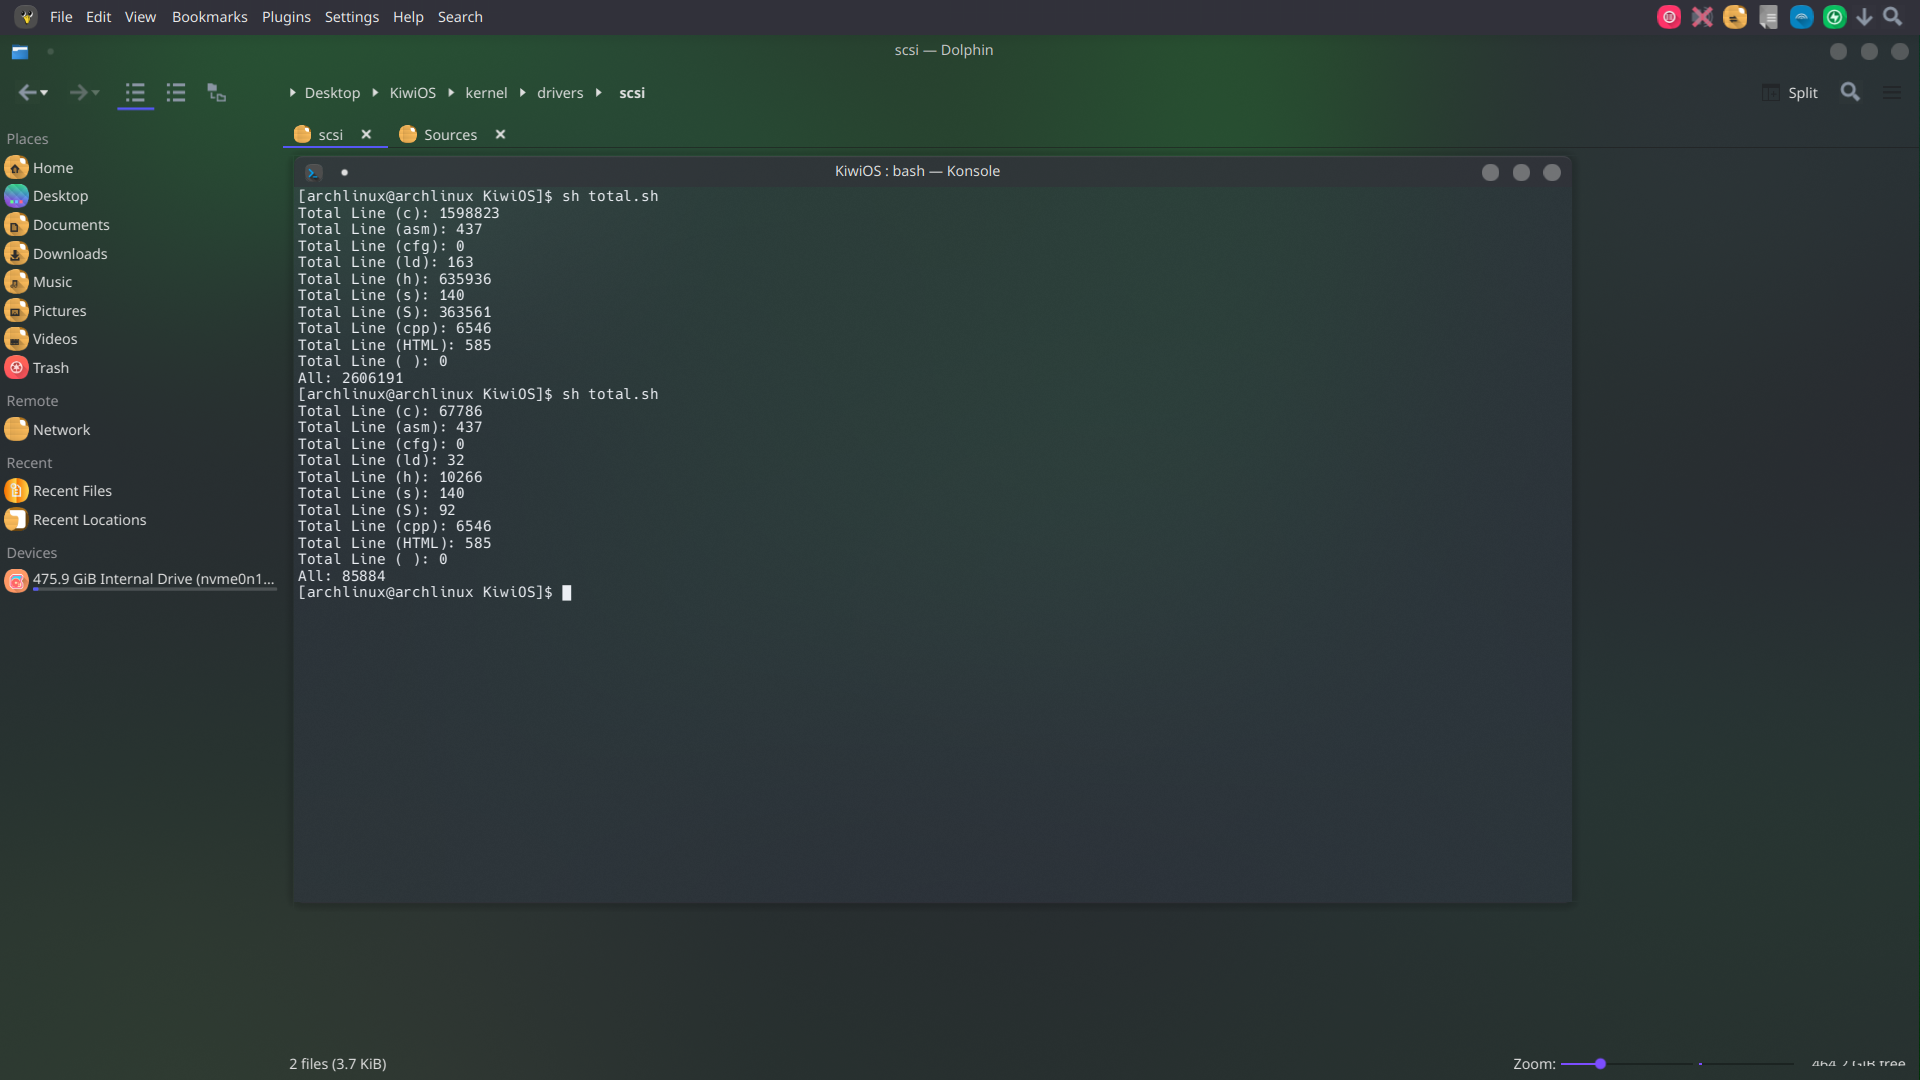 File Edit View Bookmarks Plugins Settings Help Search
scsi — Dolphin
Desktop KiwiOS kernel drivers scsi
Split
scsi Sources
Places
Home
Desktop
Documents
Downloads
Music
Pictures
Videos
Trash
Remote
Network
Recent
Recent Files
Recent Locations
Devices
475.9 GiB Internal Drive (nvme0n1...
KiwiOS : bash — Konsole
[archlinux@archlinux KiwiOS]$ sh total.sh
Total Line (c): 1598823
Total Line (asm): 437
Total Line (cfg): 0
Total Line (ld): 163
Total Line (h): 635936
Total Line (s): 140
Total Line (S): 363561
Total Line (cpp): 6546
Total Line (HTML): 585
Total Line ( ): 0
All: 2606191
[archlinux@archlinux KiwiOS]$ sh total.sh
Total Line (c): 67786
Total Line (asm): 437
Total Line (cfg): 0
Total Line (ld): 32
Total Line (h): 10266
Total Line (s): 140
Total Line (S): 92
Total Line (cpp): 6546
Total Line (HTML): 585
Total Line ( ): 0
All: 85884
[archlinux@archlinux KiwiOS]$
2 files (3.7 KiB)
Zoom:
464.2 GiB free